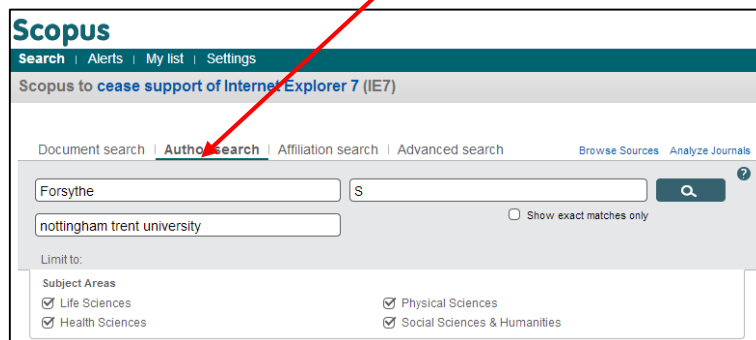 Scopus
Search | Alerts | My list | Settings
Scopus to cease support of Internet Explorer 7 (IE7)
Document search | Author search | Affiliation search | Advanced search Browse Sources Analyze Journals
?
Forsythe S
nottingham trent university Show exact matches only
Limit to:
Subject Areas
Life Sciences Physical Sciences
Health Sciences Social Sciences & Humanities